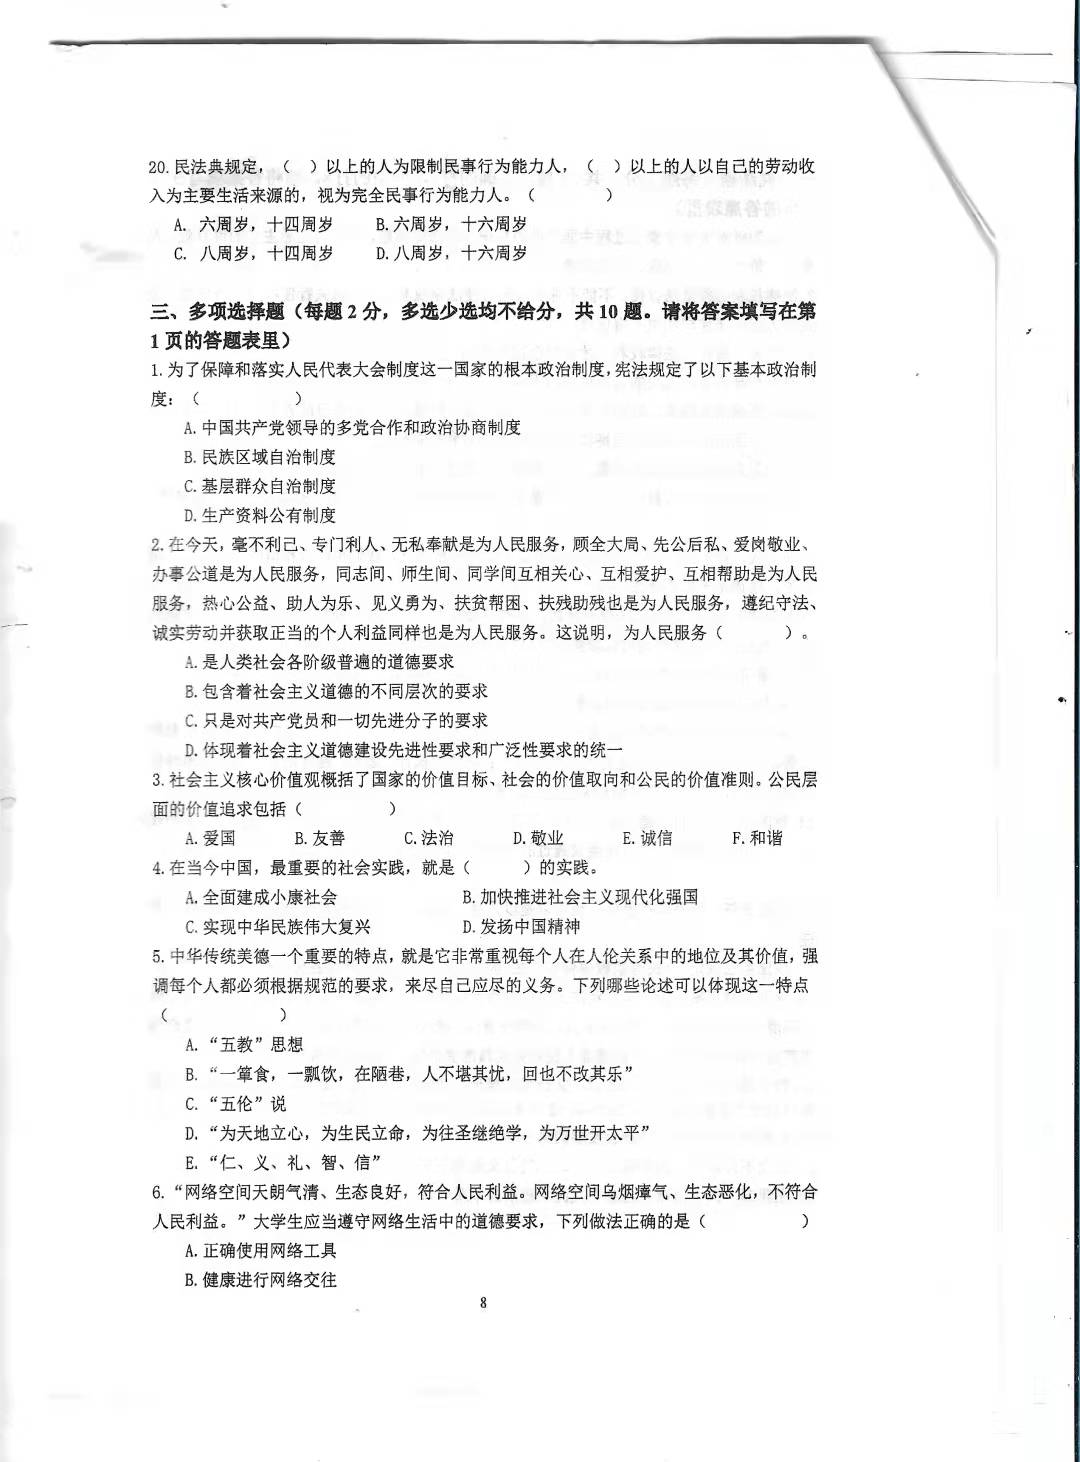 20. 民法典规定，（  ）以上的人为限制民事行为能力人，（  ）以上的人以自己的劳动收
入为主要生活来源的，视为完全民事行为能力人。（     ）
A. 六周岁，十四周岁  B. 六周岁，十六周岁
C. 八周岁，十四周岁  D. 八周岁，十六周岁
三、多项选择题（每题 2 分，多选少选均不给分，共 10 题。请将答案填写在第
1 页的答题表里）
1. 为了保障和落实人民代表大会制度这一国家的根本政治制度，宪法规定了以下基本政治制
度：（      ）
A. 中国共产党领导的多党合作和政治协商制度
B. 民族区域自治制度
C. 基层群众自治制度
D. 生产资料公有制度
2. 在今天，毫不利己、专门利人、无私奉献是为人民服务，顾全大局、先公后私、爱岗敬业、
办事公道是为人民服务，同志间、师生间、同学间互相关心、互相爱护、互相帮助是为人民
服务，热心公益、助人为乐、见义勇为、扶贫帮困、扶残助残也是为人民服务，遵纪守法、
诚实劳动并获取正当的个人利益同样也是为人民服务。这说明，为人民服务（    ）。
A. 是人类社会各阶级普遍的道德要求
B. 包含着社会主义道德的不同层次的要求
C. 只是对共产党员和一切先进分子的要求
D. 体现着社会主义道德建设先进性要求和广泛性要求的统一
3. 社会主义核心价值观概括了国家的价值目标、社会的价值取向和公民的价值准则。公民层
面的价值追求包括（      ）
A. 爱国  B. 友善  C. 法治  D. 敬业  E. 诚信  F. 和谐
4. 在当今中国，最重要的社会实践，就是（    ）的实践。
A. 全面建成小康社会  B. 加快推进社会主义现代化强国
C. 实现中华民族伟大复兴  D. 发扬中国精神
5. 中华传统美德一个重要的特点，就是它非常重视每个人在人伦关系中的地位及其价值，强
调每个人都必须根据规范的要求，来尽自己应尽的义务。下列哪些论述可以体现这一特点
（        ）
A. “五教”思想
B. “一箪食，一瓢饮，在陋巷，人不堪其忧，回也不改其乐”
C. “五伦”说
D. “为天地立心，为生民立命，为往圣继绝学，为万世开太平”
E. “仁、义、礼、智、信”
6. “网络空间天朗气清、生态良好，符合人民利益。网络空间乌烟瘴气、生态恶化，不符合
人民利益。”大学生应当遵守网络生活中的道德要求，下列做法正确的是（      ）
A. 正确使用网络工具
B. 健康进行网络交往
8